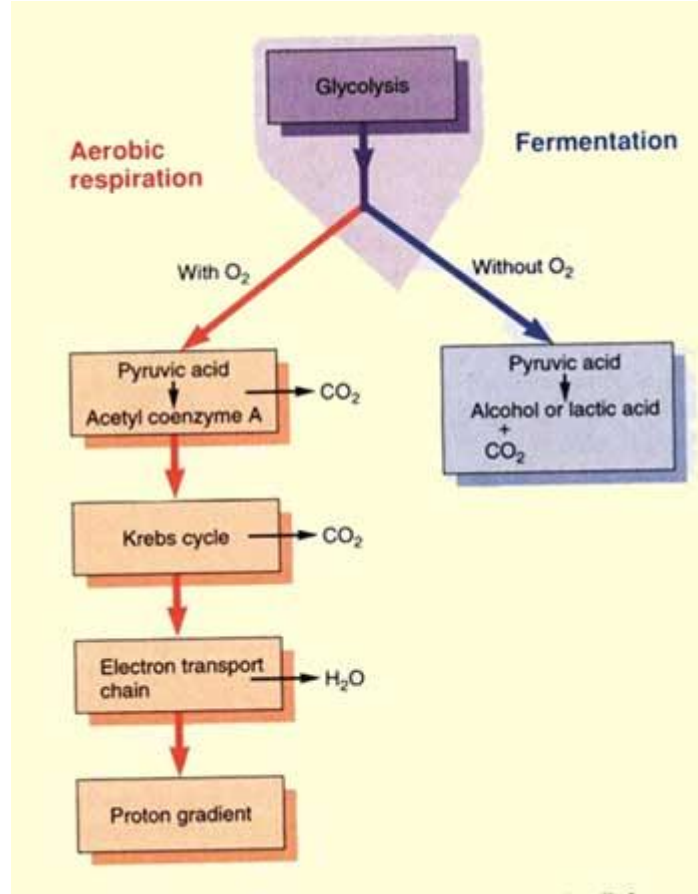 Glycolysis
Aerobic
respiration
Fermentation
With O₂
Without O₂
Pyruvic acid
Acetyl coenzyme A
CO₂
Pyruvic acid
Alcohol or lactic acid
+
CO₂
Krebs cycle
CO₂
Electron transport
chain
H₂O
Proton gradient